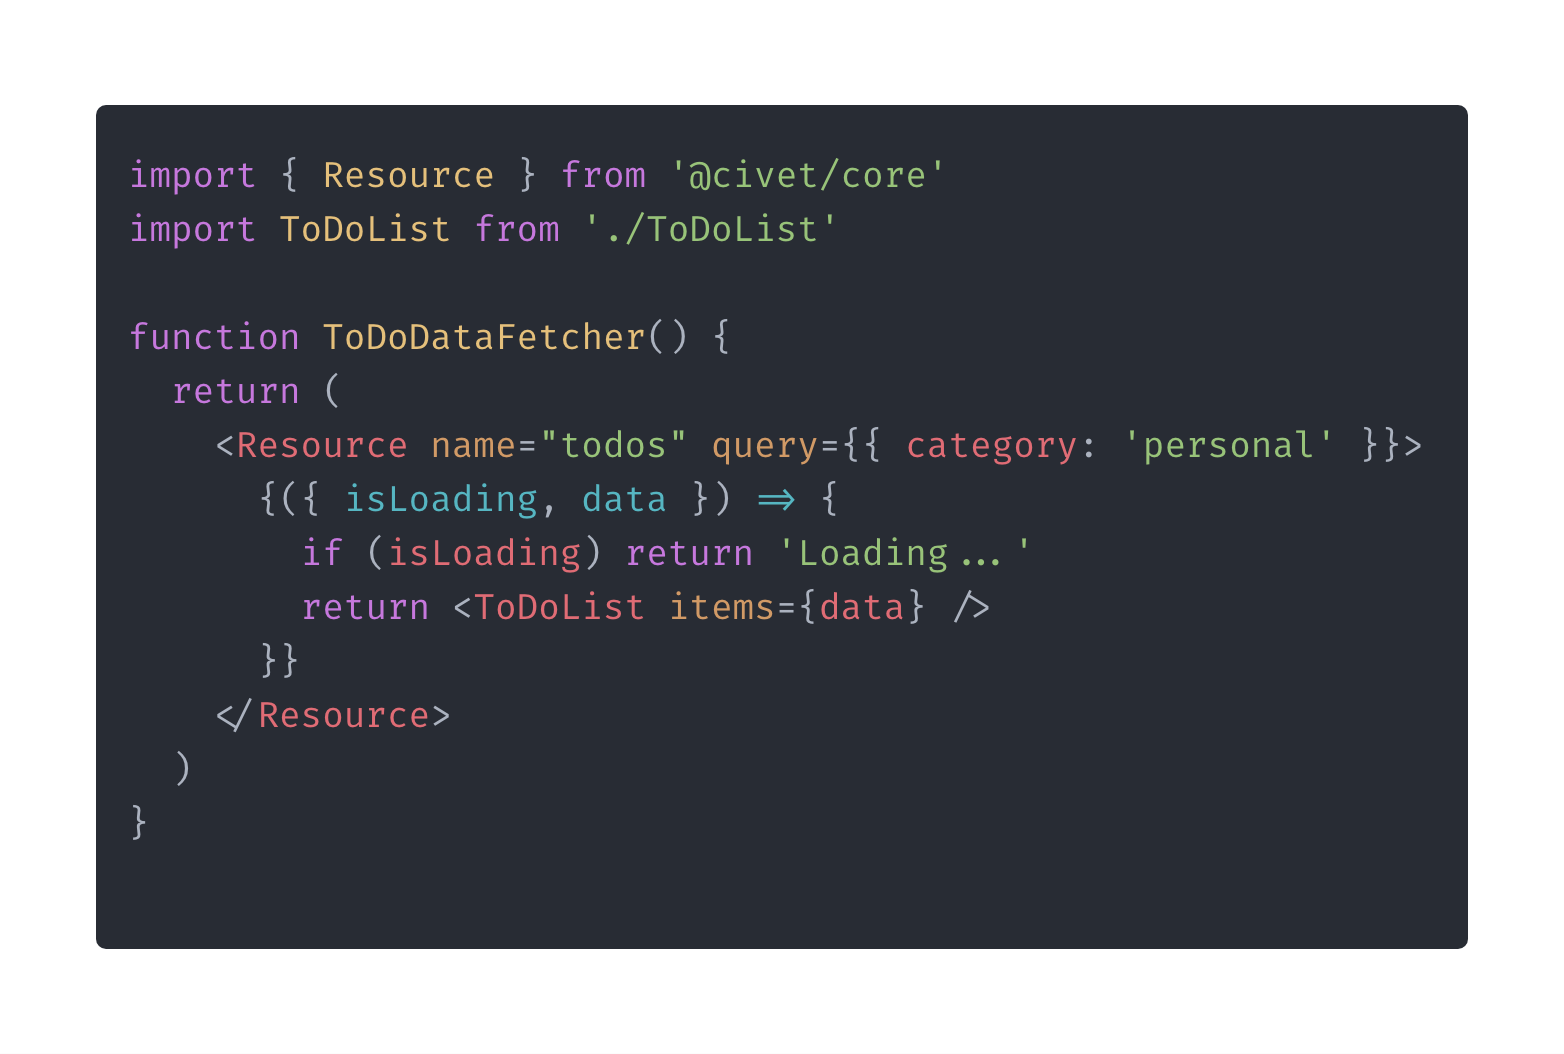 import { Resource } from '@civet/core'
import ToDoList from './ToDoList'

function ToDoDataFetcher() {
  return (
    <Resource name="todos" query={{ category: 'personal' }}>
      {({ isLoading, data }) => {
        if (isLoading) return 'Loading...'
        return <ToDoList items={data} />
      }}
    </Resource>
  )
}